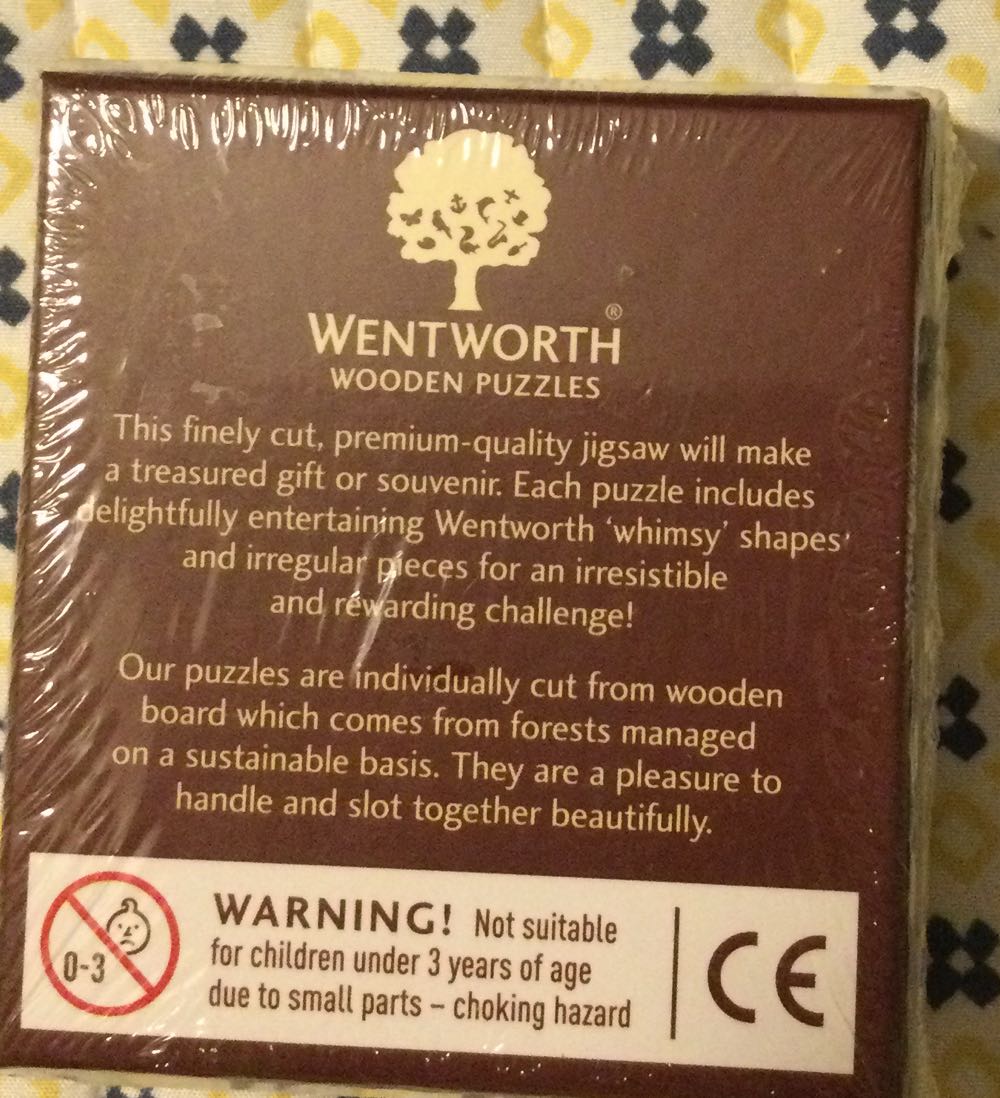 WENTWORTH®
WOODEN PUZZLES
This finely cut, premium-quality jigsaw will make
a treasured gift or souvenir. Each puzzle includes
delightfully entertaining Wentworth ‘whimsy’ shapes
and irregular pieces for an irresistible
and rewarding challenge!
Our puzzles are individually cut from wooden
board which comes from forests managed
on a sustainable basis. They are a pleasure to
handle and slot together beautifully.
0-3
WARNING! Not suitable
for children under 3 years of age
due to small parts – choking hazard
CE